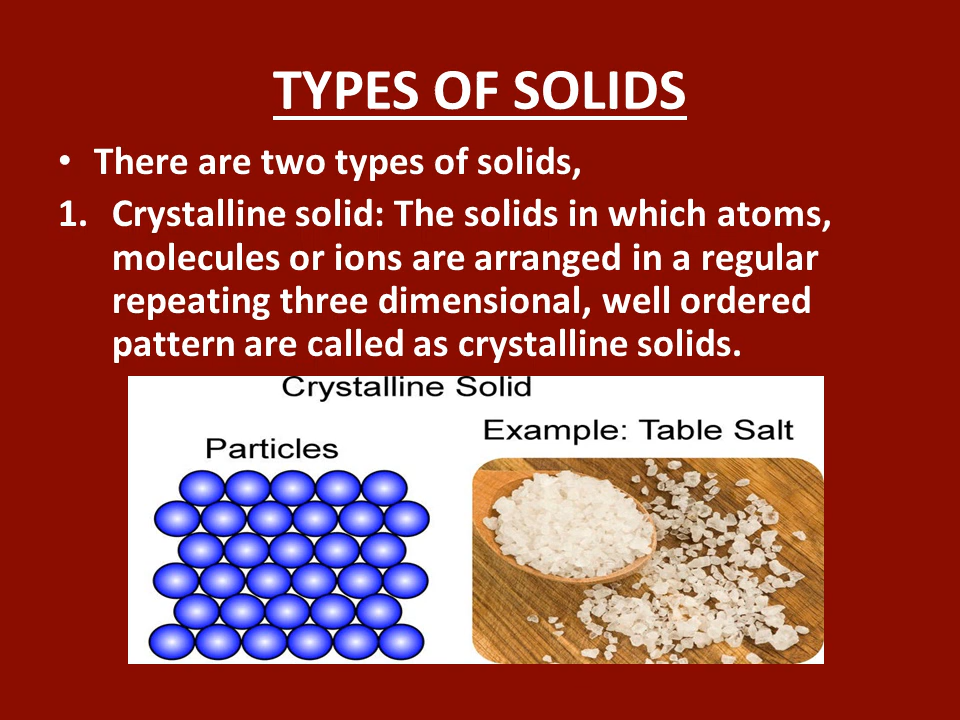 TYPES OF SOLIDS
• There are two types of solids,
1. Crystalline solid: The solids in which atoms,
molecules or ions are arranged in a regular
repeating three dimensional, well ordered
pattern are called as crystalline solids.
Crystalline Solid
Particles
Example: Table Salt